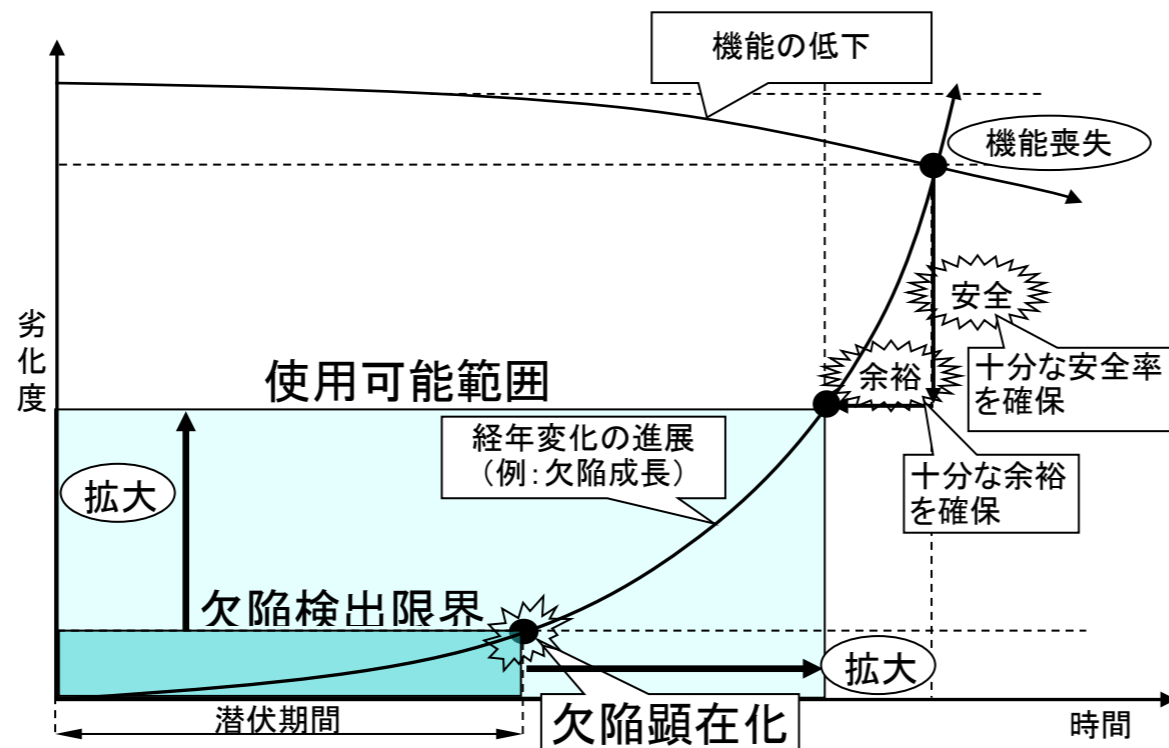 機能の低下
機能喪失
安全
十分な安全率
を確保
劣化度
余裕
使用可能範囲
経年変化の進展
（例：欠陥成長）
十分な余裕
を確保
拡大
欠陥検出限界
拡大
潜伏期間
欠陥顕在化
時間